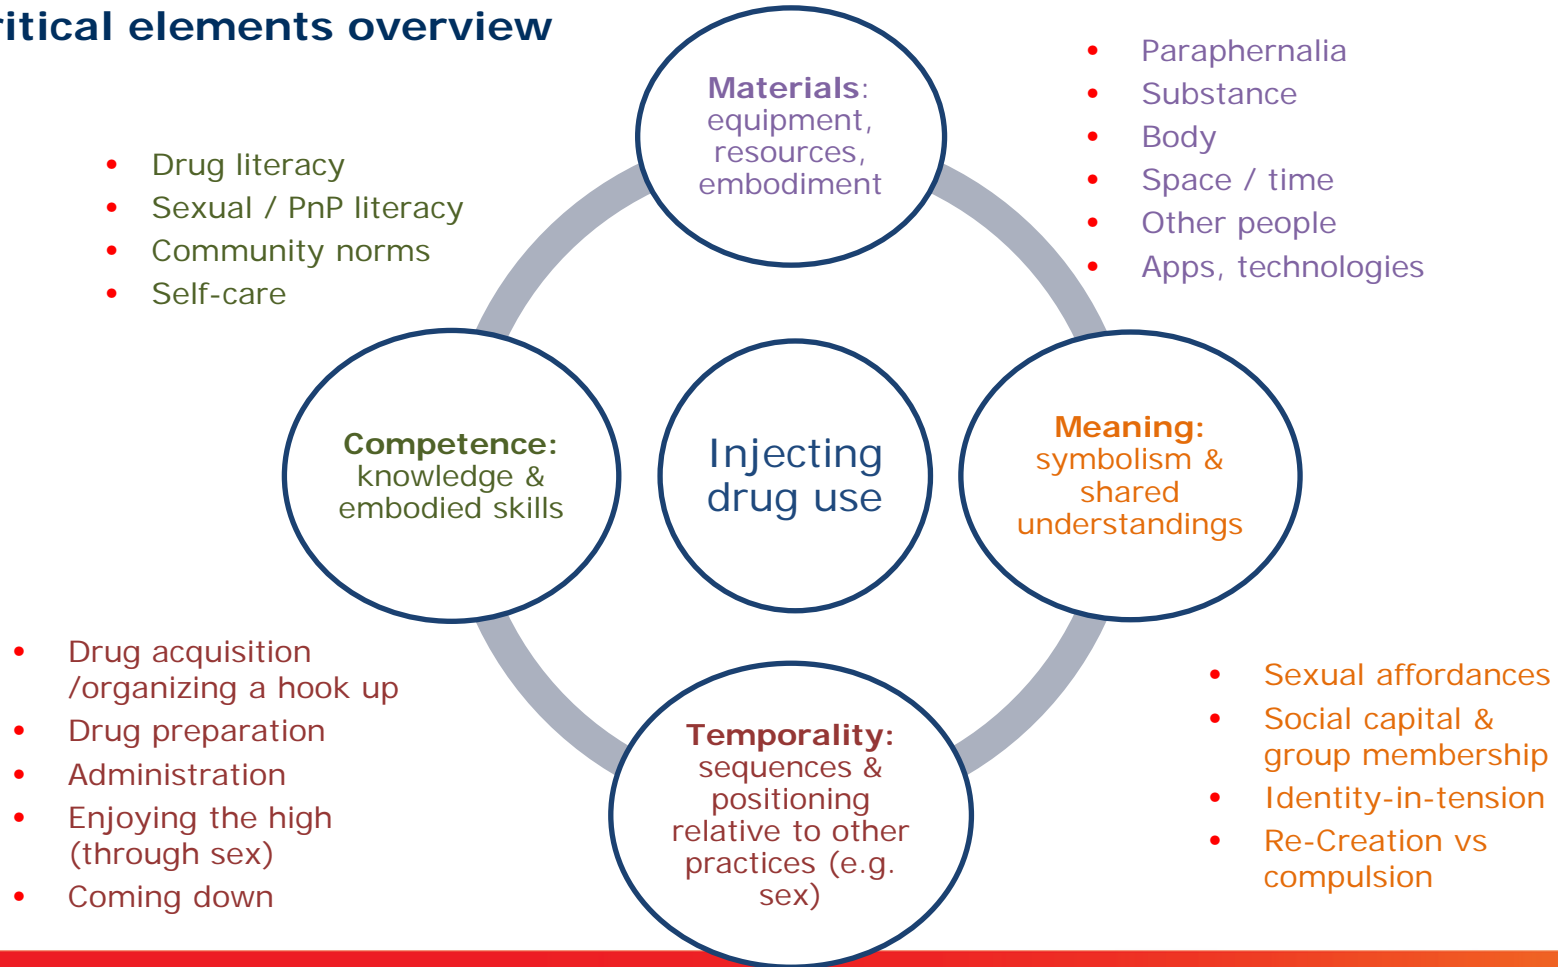 ritical elements overview
Materials:
equipment,
resources,
embodiment
• Paraphernalia
• Substance
• Body
• Space / time
• Other people
• Apps, technologies
• Drug literacy
• Sexual / PnP literacy
• Community norms
• Self-care
Competence:
knowledge &
embodied skills
Injecting
drug use
Meaning:
symbolism &
shared
understandings
• Drug acquisition
/organizing a hook up
• Drug preparation
• Administration
• Enjoying the high
(through sex)
• Coming down
Temporality:
sequences &
positioning
relative to other
practices (e.g.
sex)
• Sexual affordances
• Social capital &
group membership
• Identity-in-tension
• Re-Creation vs
compulsion